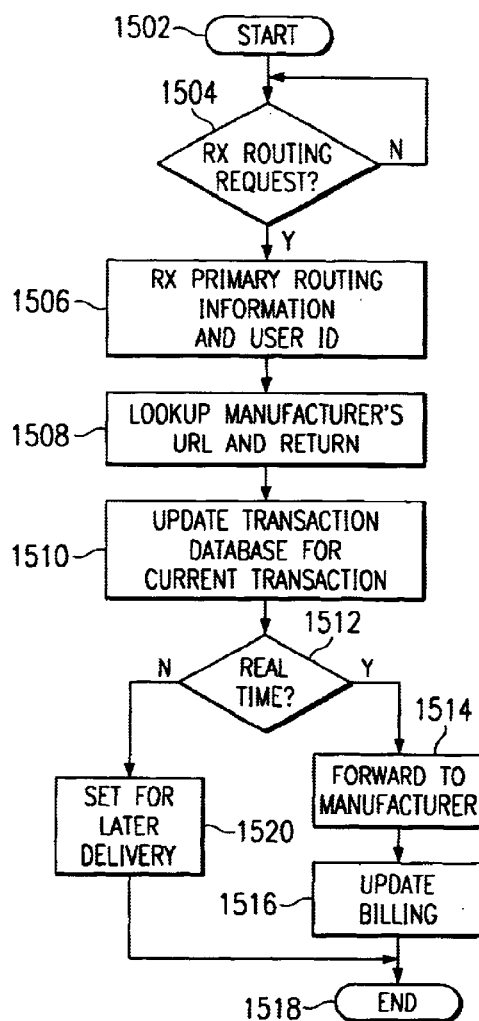 1502
START
1504
RX ROUTING
REQUEST?
N
Y
1506
RX PRIMARY ROUTING
INFORMATION
AND USER ID
1508
LOOKUP MANUFACTURER'S
URL AND RETURN
1510
UPDATE TRANSACTION
DATABASE FOR
CURRENT TRANSACTION
1512
N
REAL
TIME?
Y
1514
FORWARD TO
MANUFACTURER
SET FOR
LATER
DELIVERY
1520
1516
UPDATE
BILLING
1518
END